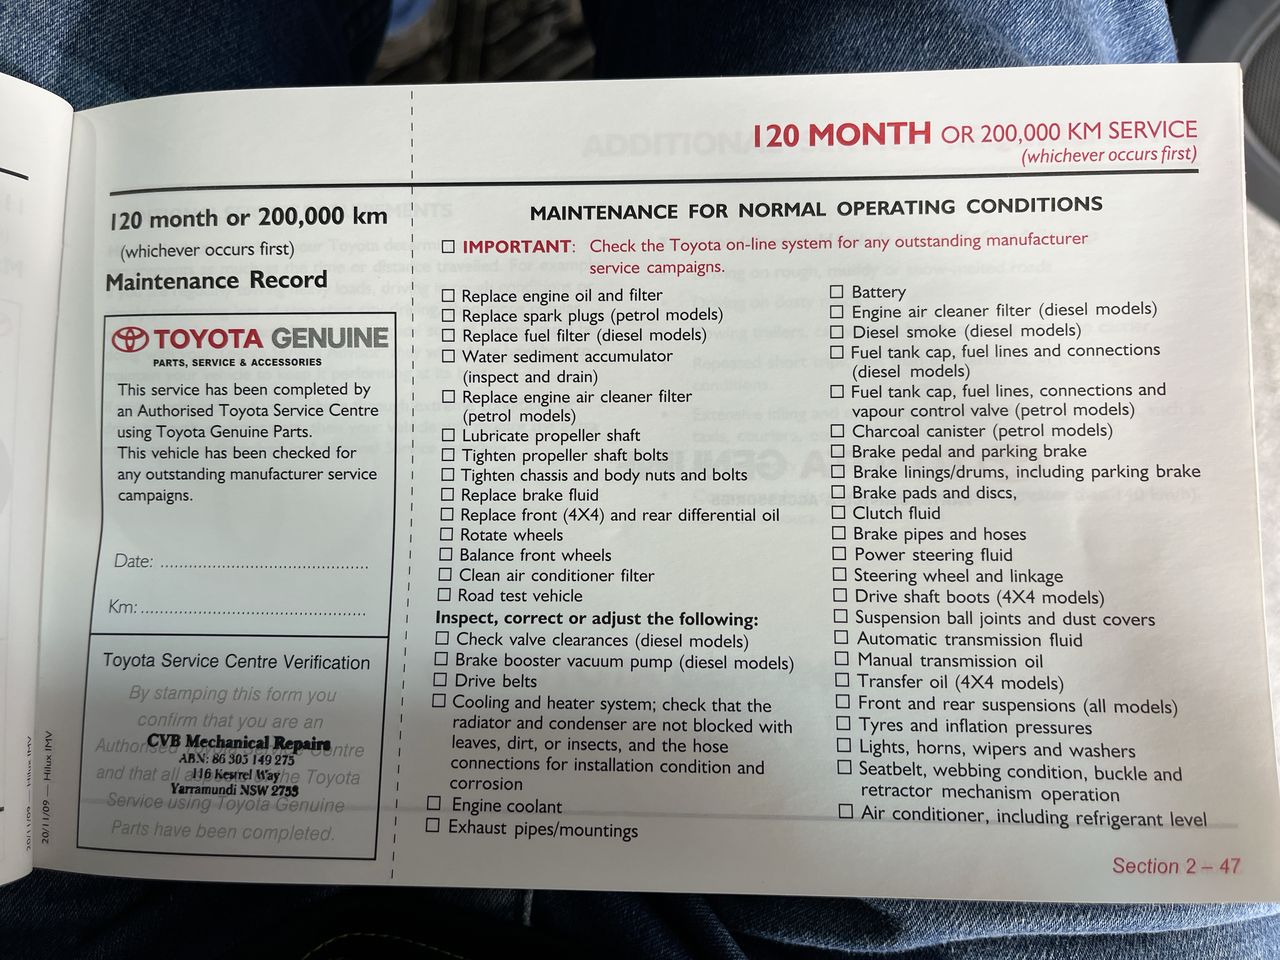 120 MONTH OR 200,000 KM SERVICE
(whichever occurs first)
120 month or 200,000 km
(whichever occurs first)
Maintenance Record
TOYOTA GENUINE
PARTS, SERVICE & ACCESSORIES
This service has been completed by
an Authorised Toyota Service Centre
using Toyota Genuine Parts.
This vehicle has been checked for
any outstanding manufacturer service
campaigns.
Date: ..........................................
Km: ..........................................
Toyota Service Centre Verification
By stamping this form you
confirm that you are an
Authorised Centre
and that all the Toyota
Service using Toyota Genuine
Parts have been completed.
CVB Mechanical Repairs
ABN: 86 305 149 275
116 Kestrel Way
Yarramundi NSW 2753
MAINTENANCE FOR NORMAL OPERATING CONDITIONS
☐ IMPORTANT: Check the Toyota on-line system for any outstanding manufacturer
service campaigns.
☐ Replace engine oil and filter
☐ Replace spark plugs (petrol models)
☐ Replace fuel filter (diesel models)
☐ Water sediment accumulator
(inspect and drain)
☐ Replace engine air cleaner filter
(petrol models)
☐ Lubricate propeller shaft
☐ Tighten propeller shaft bolts
☐ Tighten chassis and body nuts and bolts
☐ Replace brake fluid
☐ Replace front (4X4) and rear differential oil
☐ Rotate wheels
☐ Balance front wheels
☐ Clean air conditioner filter
☐ Road test vehicle
Inspect, correct or adjust the following:
☐ Check valve clearances (diesel models)
☐ Brake booster vacuum pump (diesel models)
☐ Drive belts
☐ Cooling and heater system; check that the
radiator and condenser are not blocked with
leaves, dirt, or insects, and the hose
connections for installation condition and
corrosion
☐ Engine coolant
☐ Exhaust pipes/mountings
☐ Battery
☐ Engine air cleaner filter (diesel models)
☐ Diesel smoke (diesel models)
☐ Fuel tank cap, fuel lines and connections
(diesel models)
☐ Fuel tank cap, fuel lines, connections and
vapour control valve (petrol models)
☐ Charcoal canister (petrol models)
☐ Brake pedal and parking brake
☐ Brake linings/drums, including parking brake
☐ Brake pads and discs,
☐ Clutch fluid
☐ Brake pipes and hoses
☐ Power steering fluid
☐ Steering wheel and linkage
☐ Drive shaft boots (4X4 models)
☐ Suspension ball joints and dust covers
☐ Automatic transmission fluid
☐ Manual transmission oil
☐ Transfer oil (4X4 models)
☐ Front and rear suspensions (all models)
☐ Tyres and inflation pressures
☐ Lights, horns, wipers and washers
☐ Seatbelt, webbing condition, buckle and
retractor mechanism operation
☐ Air conditioner, including refrigerant level
Section 2 – 47
20/11/09 — Hilux IMV
20/11/09 — Hilux IMV